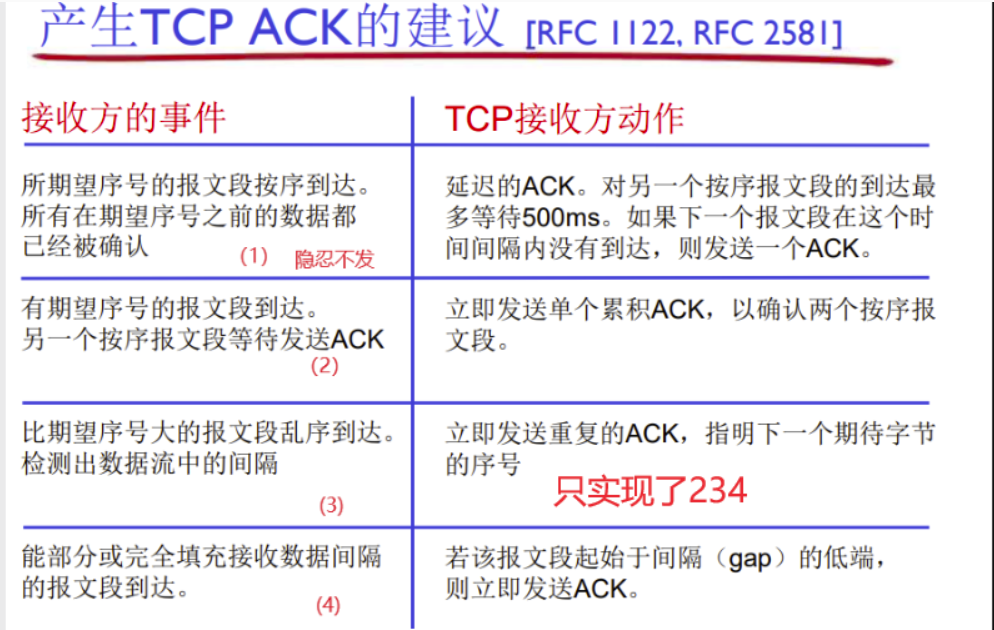 产生TCP ACK的建议 [RFC 1122, RFC 2581]
接收方的事件
TCP接收方动作
所期望序号的报文段按序到达。
所有在期望序号之前的数据都
已经被确认
(1) 隐忍不发
延迟的ACK。对另一个按序报文段的到达最
多等待500ms。如果下一个报文段在这个时
间间隔内没有到达，则发送一个ACK。
有期望序号的报文段到达。
另一个按序报文段等待发送ACK
(2)
立即发送单个累积ACK，以确认两个按序报
文段。
比期望序号大的报文段乱序到达。
检测出数据流中的间隔
(3)
立即发送重复的ACK，指明下一个期待字节
的序号
只实现了234
能部分或完全填充接收数据间隔
的报文段到达。
(4)
若该报文段起始于间隔（gap）的低端，
则立即发送ACK。